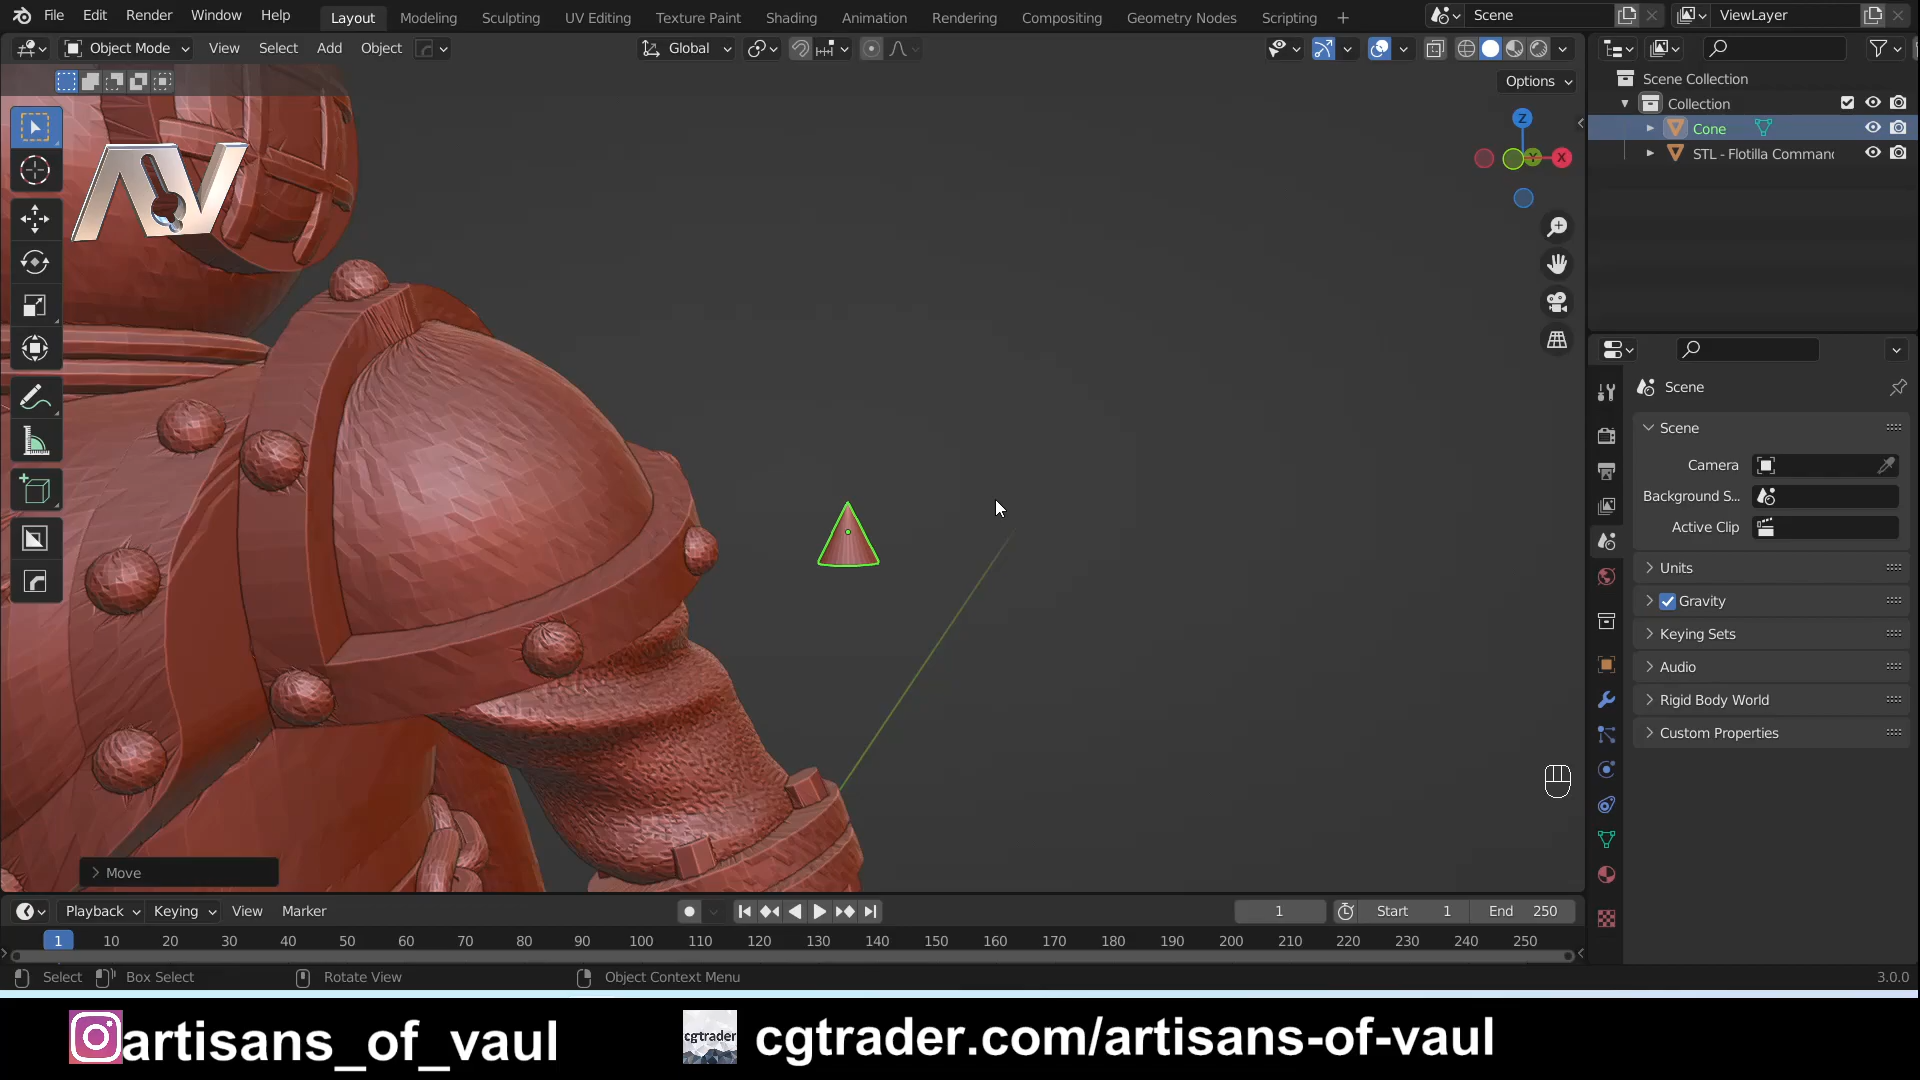 File Edit Render Window Help Layout Modeling Sculpting UV Editing Texture Paint Shading Animation Rendering Compositing Geometry Nodes Scripting + Scene ViewLayer
Object Mode View Select Add Object Global
Options
Scene Collection
Collection
Cone
STL - Flotilla Comman
Z
Y X
AV
Scene
Scene
Camera
Background S...
Active Clip
Units
Gravity
Keying Sets
Audio
Rigid Body World
Custom Properties
Move
Playback Keying View Marker 1 Start 1 End 250
1 10 20 30 40 50 60 70 80 90 100 110 120 130 140 150 160 170 180 190 200 210 220 230 240 250
Select Box Select Rotate View Object Context Menu 3.0.0
artisans_of_vaul cgtrader cgtrader.com/artisans-of-vaul